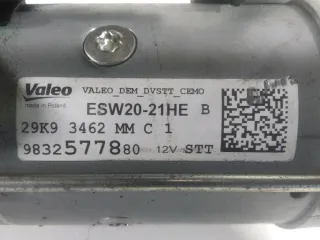 Valeo VALEO_DEM_DVSTT_CEMO
made in Poland ESW20-21HE B
29K9 3462 MM C 1
9832577880 12V STT